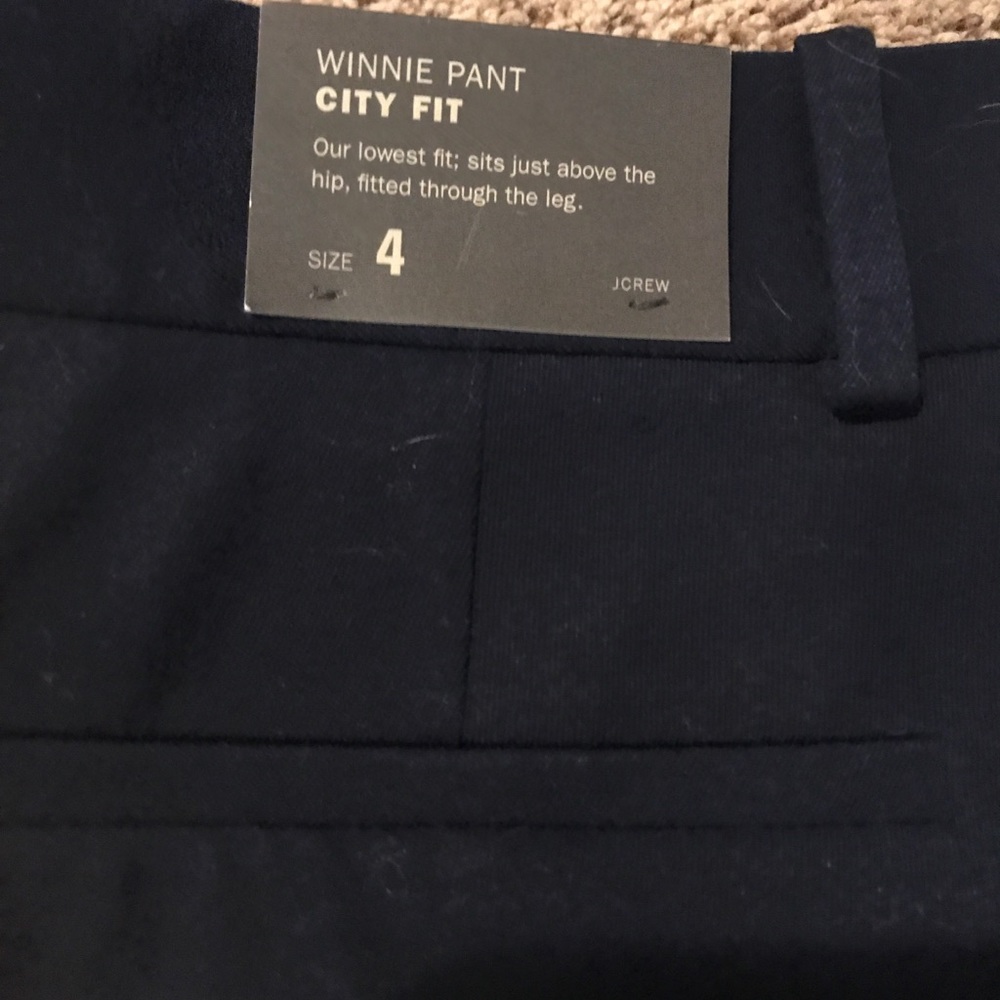 WINNIE PANT
CITY FIT
Our lowest fit; sits just above the
hip, fitted through the leg.
SIZE 4
JCREW